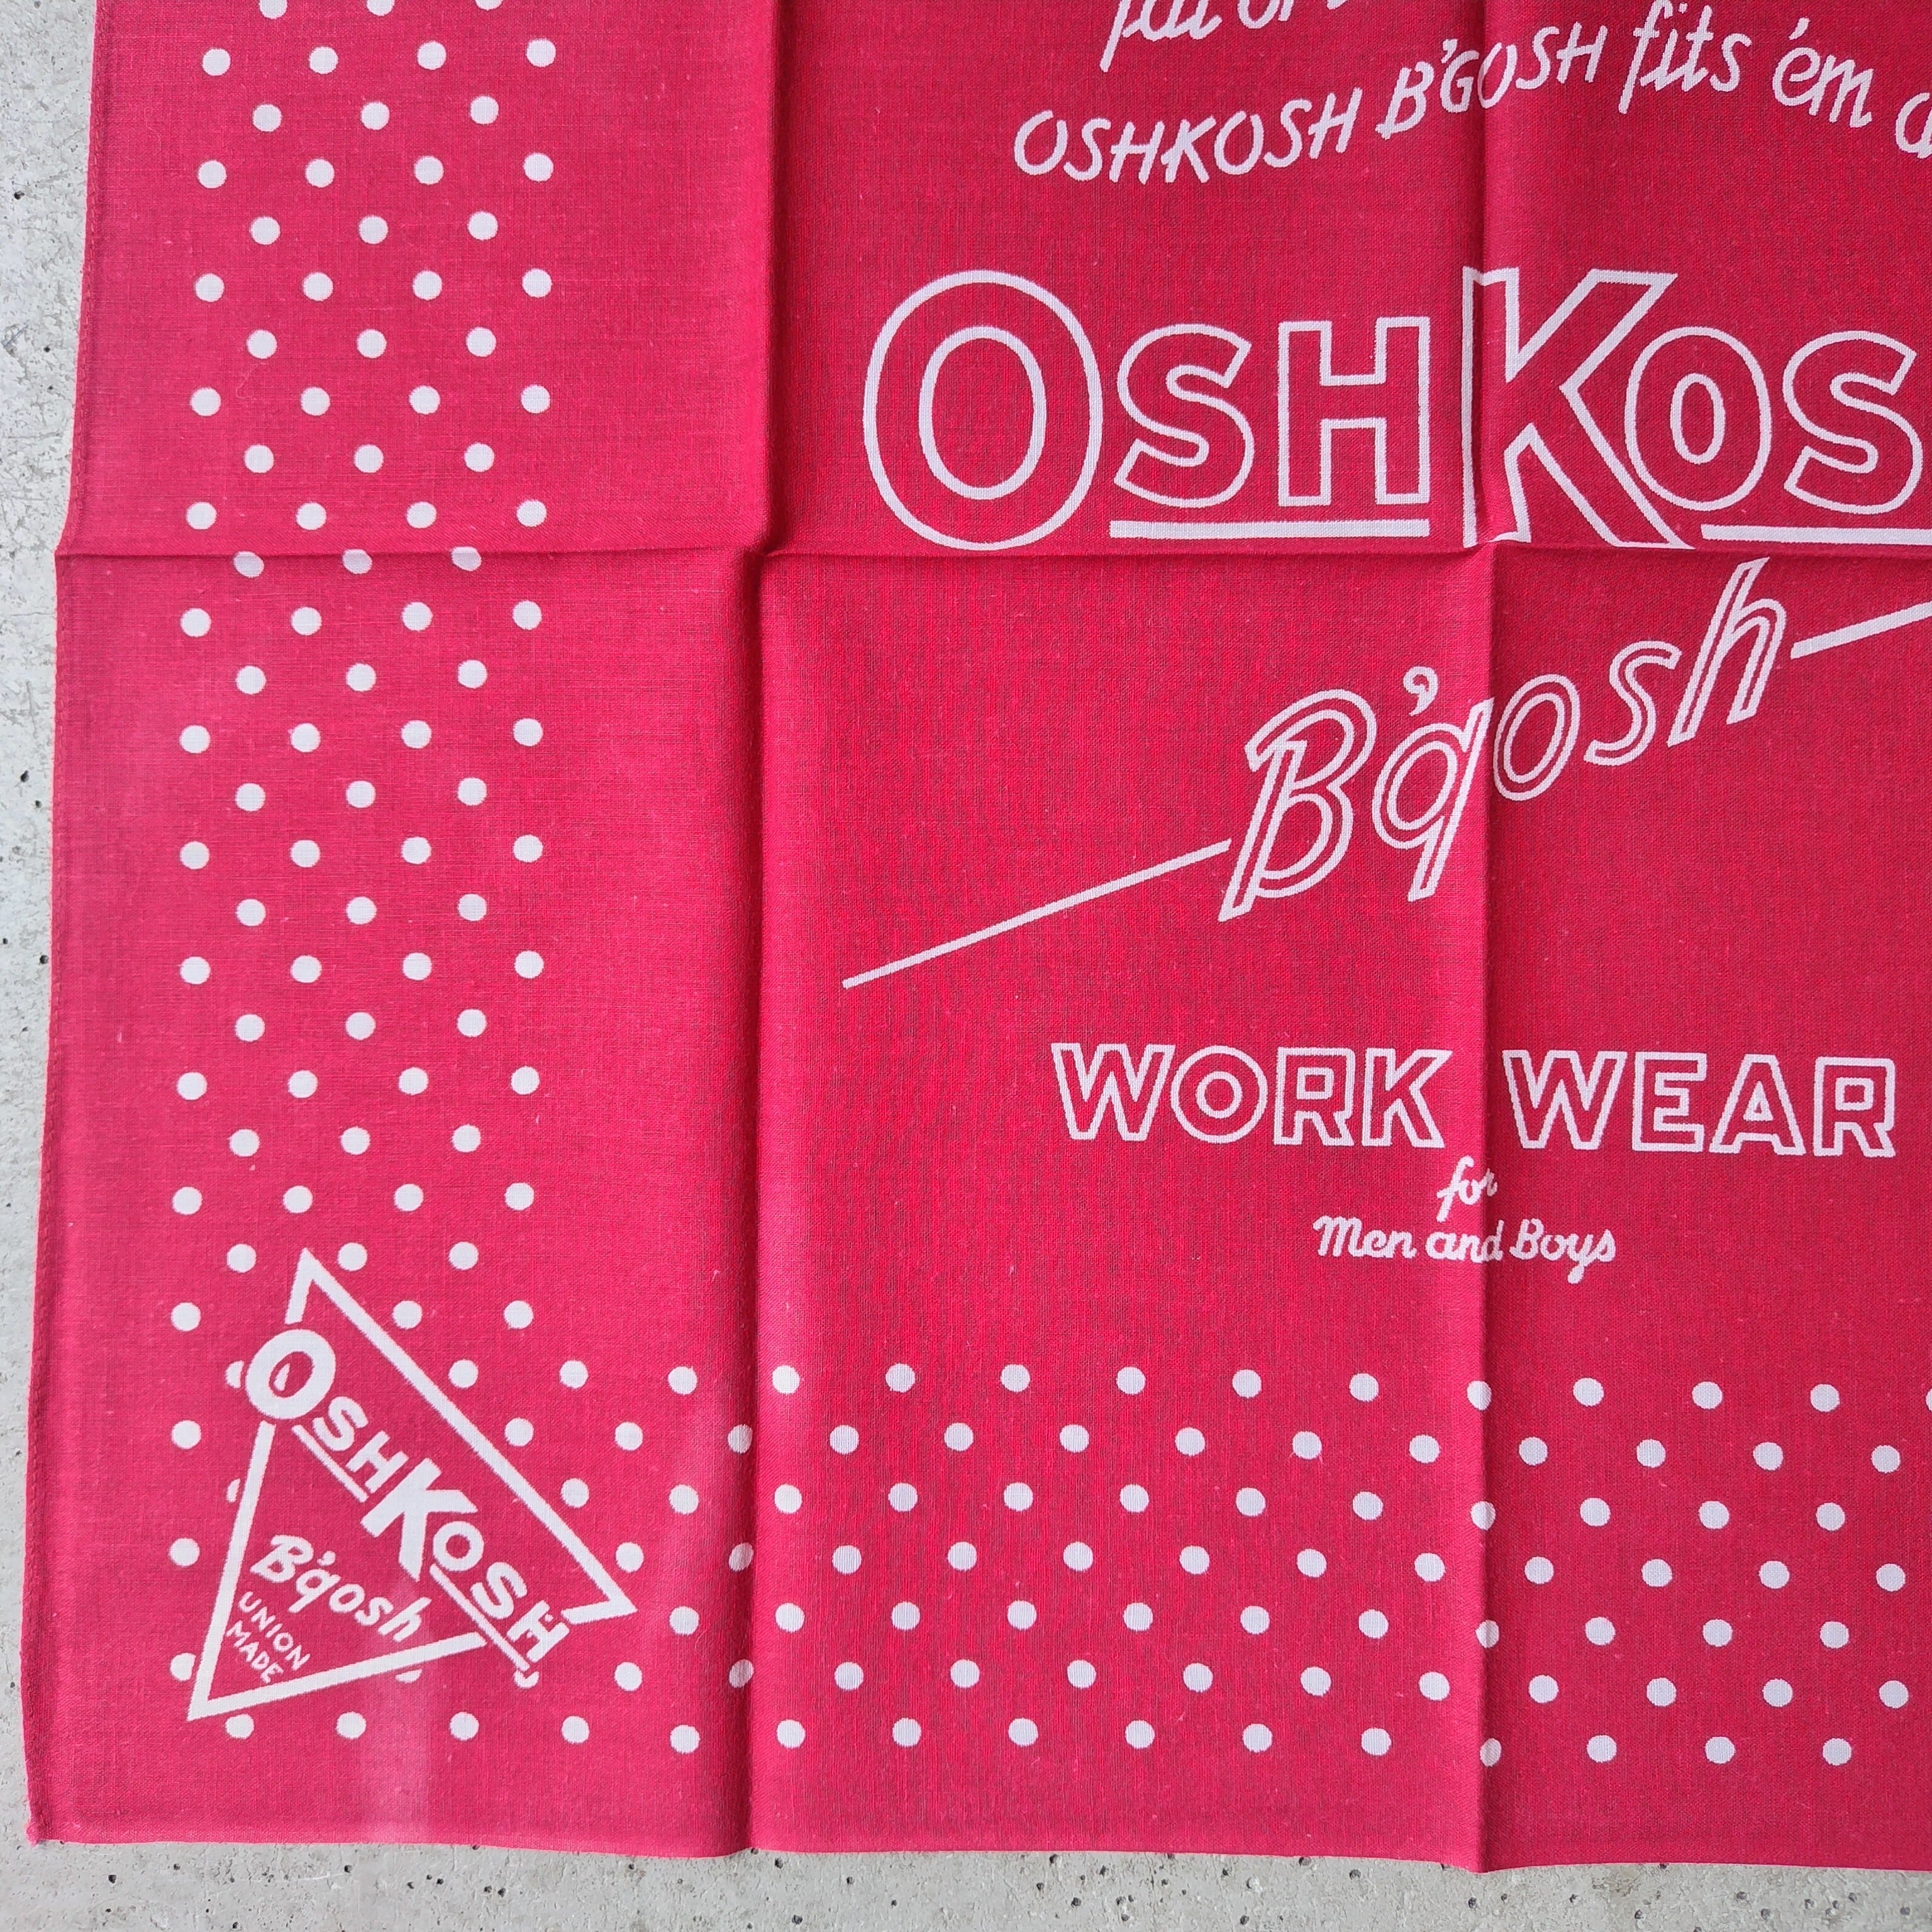 OSHKOSH B'GOSH fits 'em
OSHKOS
B'gosh
WORK WEAR
for
Men and Boys
OSHKOSH
B'gosh
UNION
MADE